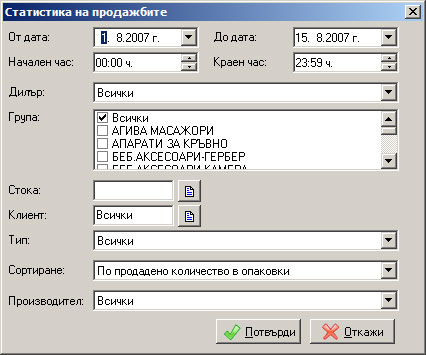 Статистика на продажбите
От дата: 1. 8.2007 г. До дата: 15. 8.2007 г.
Начален час: 00:00 ч. Краен час: 23:59 ч.
Дилър: Всички
Група: Всички
АГИВА МАСАЖОРИ
АПАРАТИ ЗА КРЪВНО
БЕБ.АКСЕСОАРИ-ГЕРБЕР
БЕБ.АКСЕСОАРИ КАМЕРА
Стока:
Клиент: Всички
Тип: Всички
Сортиране: По продадено количество в опаковки
Производител: Всички
Потвърди Откажи